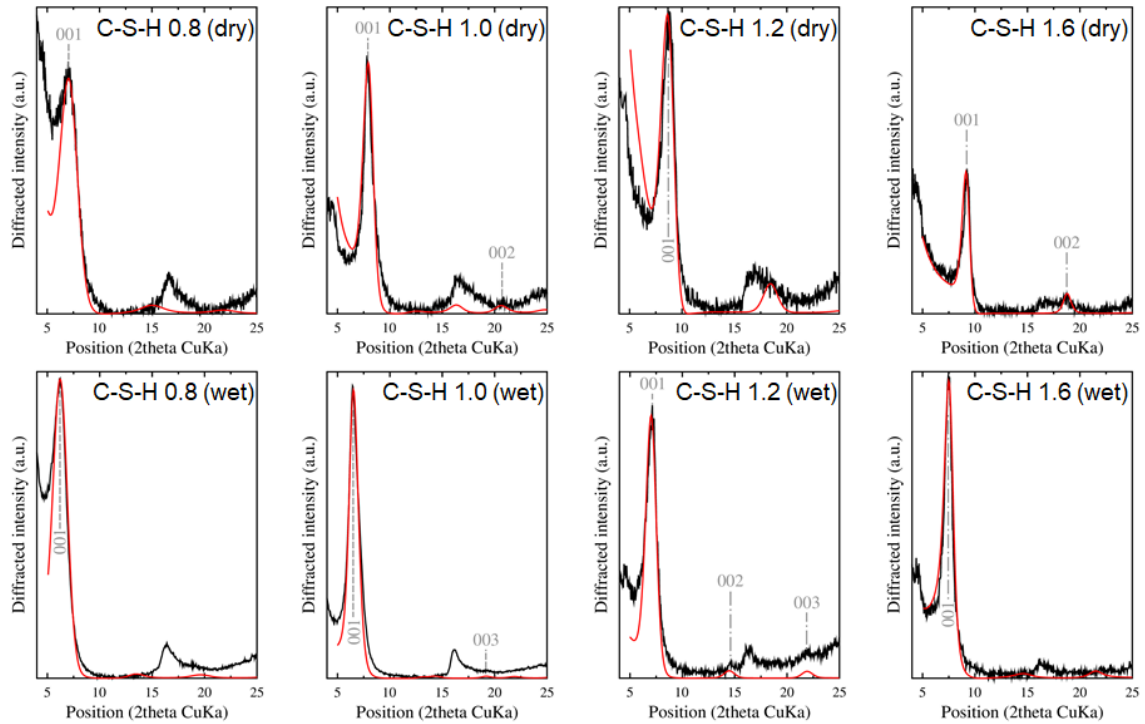 C-S-H 0.8 (dry)
001
Diffracted intensity (a.u.)
5 10 15 20 25
Position (2theta CuKa)
C-S-H 1.0 (dry)
001
002
Diffracted intensity (a.u.)
5 10 15 20 25
Position (2theta CuKa)
C-S-H 1.2 (dry)
001
Diffracted intensity (a.u.)
5 10 15 20 25
Position (2theta CuKa)
C-S-H 1.6 (dry)
001
002
Diffracted intensity (a.u.)
5 10 15 20 25
Position (2theta CuKa)
C-S-H 0.8 (wet)
001
Diffracted intensity (a.u.)
5 10 15 20 25
Position (2theta CuKa)
C-S-H 1.0 (wet)
001
003
Diffracted intensity (a.u.)
5 10 15 20 25
Position (2theta CuKa)
C-S-H 1.2 (wet)
001
002
003
Diffracted intensity (a.u.)
5 10 15 20 25
Position (2theta CuKa)
C-S-H 1.6 (wet)
001
Diffracted intensity (a.u.)
5 10 15 20 25
Position (2theta CuKa)